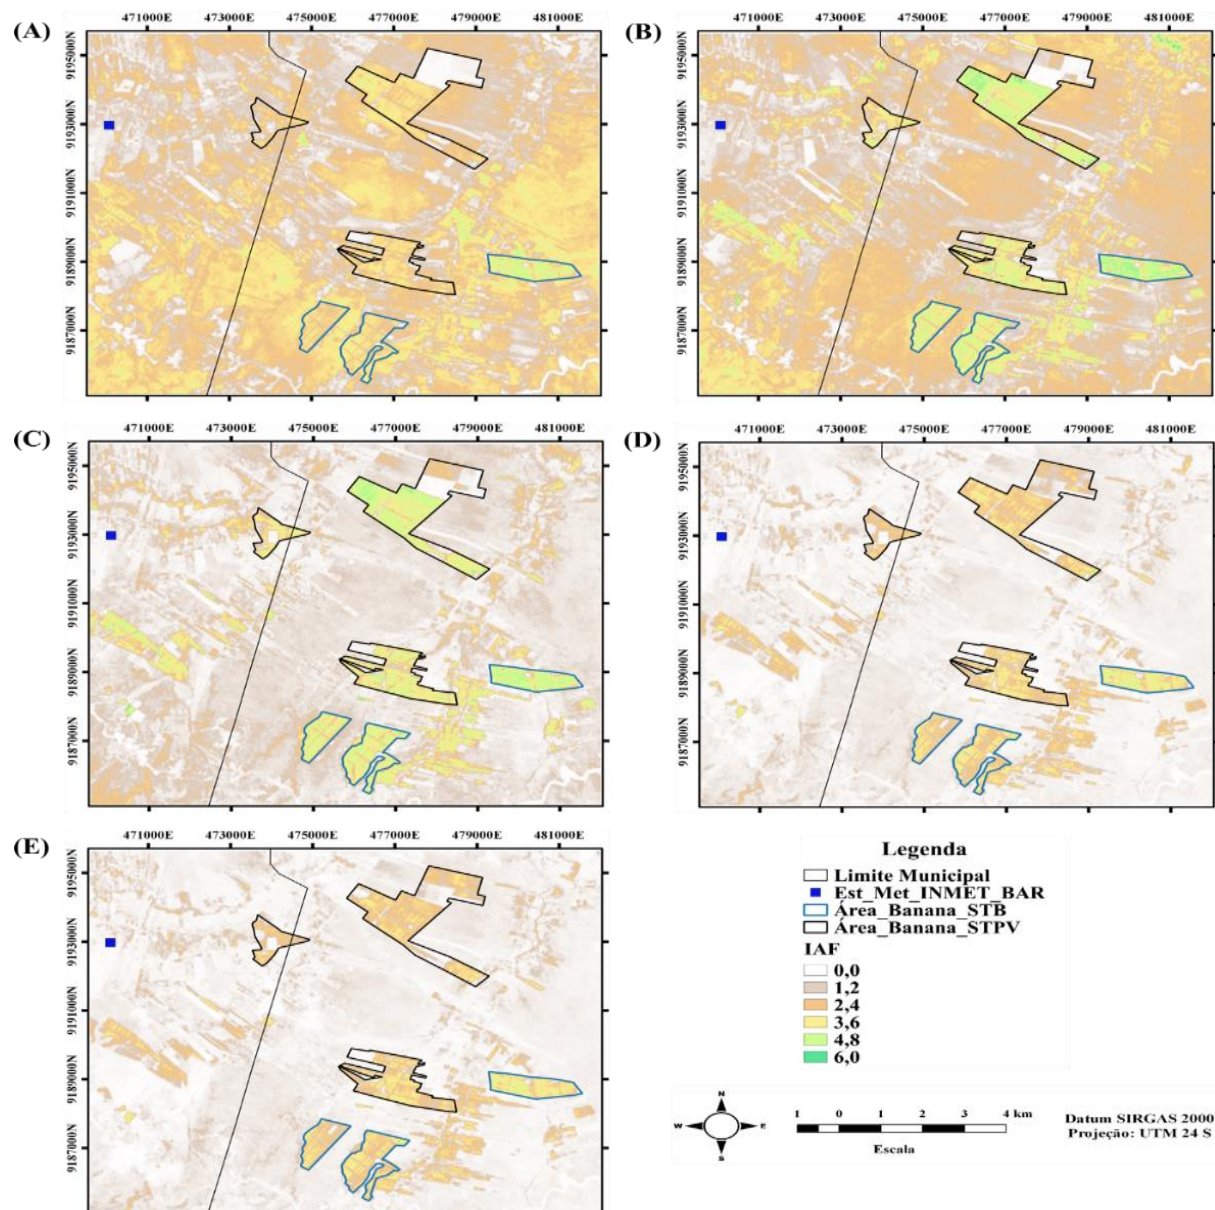 (A)
471000E 473000E 475000E 477000E 479000E 481000E
9195000N
9193000N
9191000N
9189000N
9187000N
(B)
471000E 473000E 475000E 477000E 479000E 481000E
9195000N
9193000N
9191000N
9189000N
9187000N
(C)
471000E 473000E 475000E 477000E 479000E 481000E
9195000N
9193000N
9191000N
9189000N
9187000N
(D)
471000E 473000E 475000E 477000E 479000E 481000E
9195000N
9193000N
9191000N
9189000N
9187000N
(E)
471000E 473000E 475000E 477000E 479000E 481000E
9195000N
9193000N
9191000N
9189000N
9187000N
Legenda
Limite Municipal
Est_Met_INMET_BAR
Área_Banana_STB
Área_Banana_STPV
IAF
0,0
1,2
2,4
3,6
4,8
6,0
N
W E
S
1 0 1 2 3 4 km
Escala
Datum SIRGAS 2000
Projeção: UTM 24 S